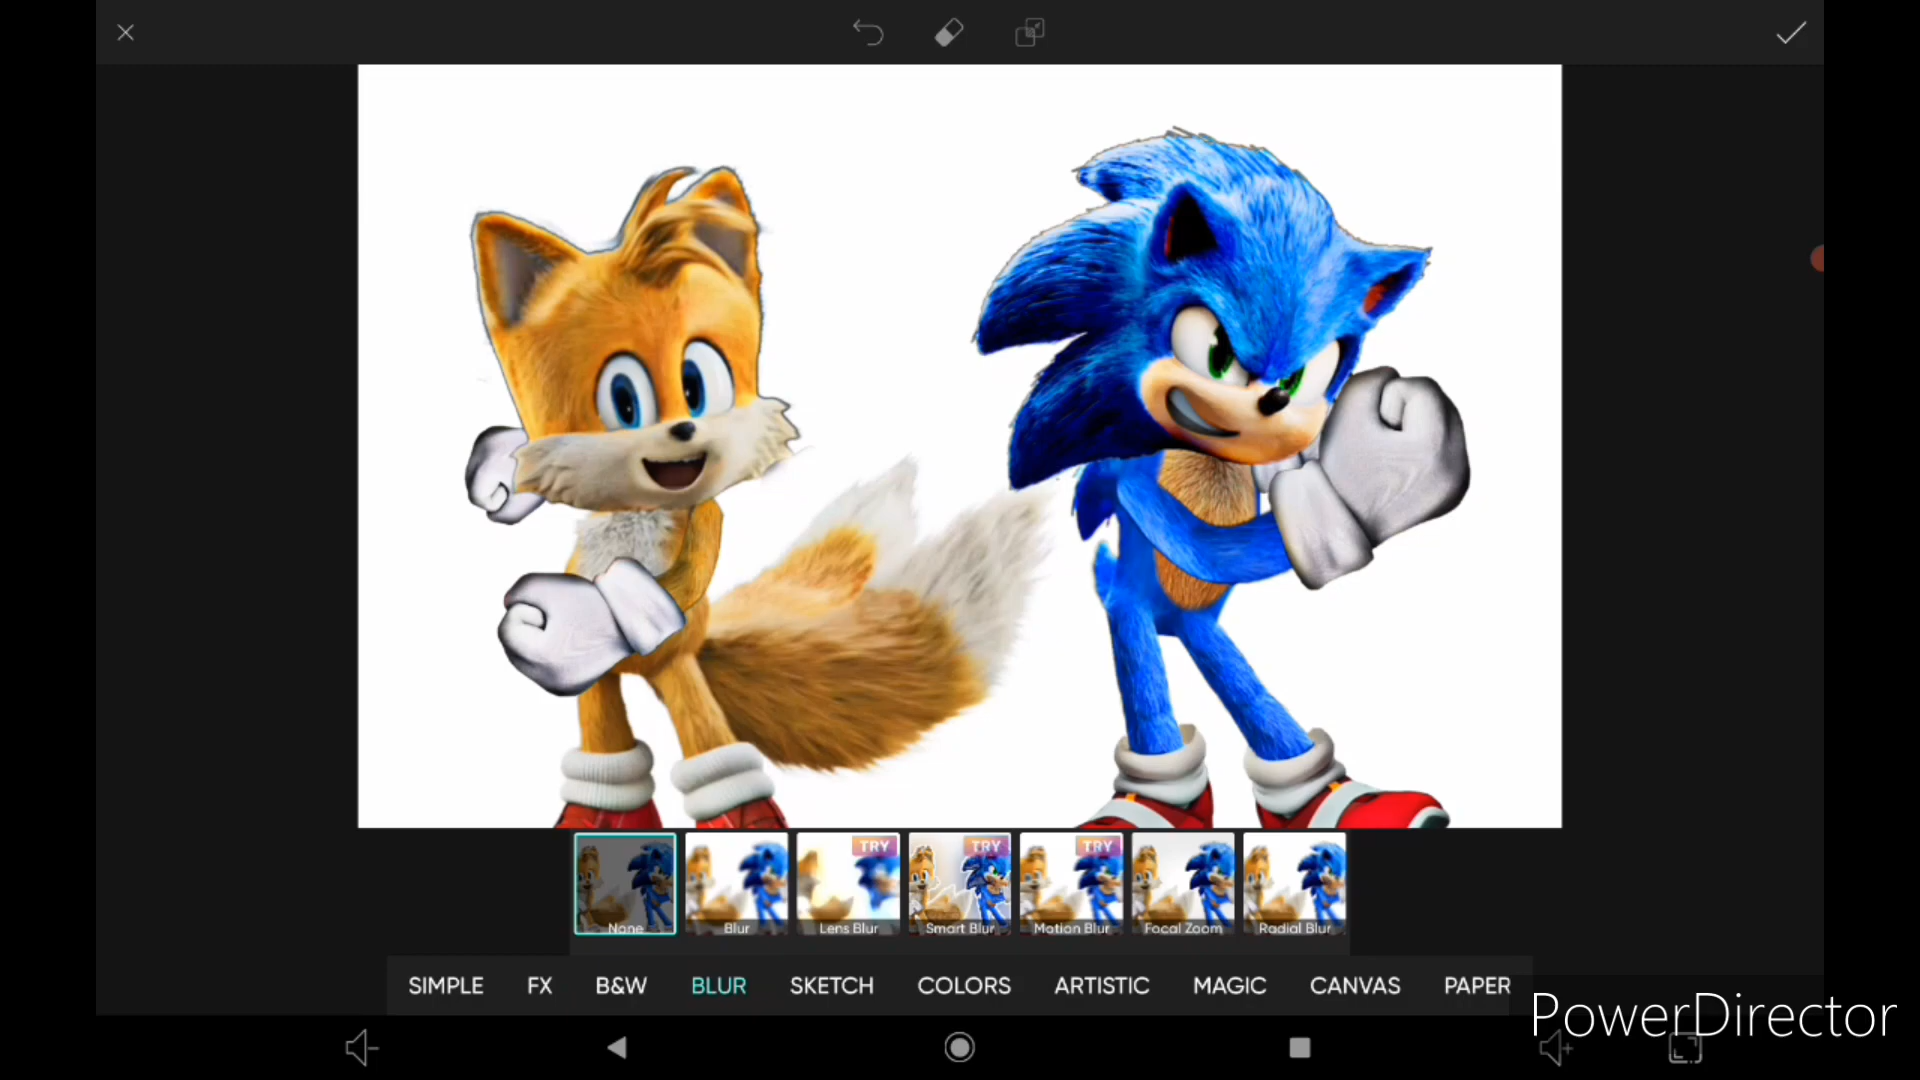 TRY TRY TRY
None Blur Lens Blur Smart Blur Motion Blur Focal Zoom Radial Blur
SIMPLE FX B&W BLUR SKETCH COLORS ARTISTIC MAGIC CANVAS PAPER
PowerDirector